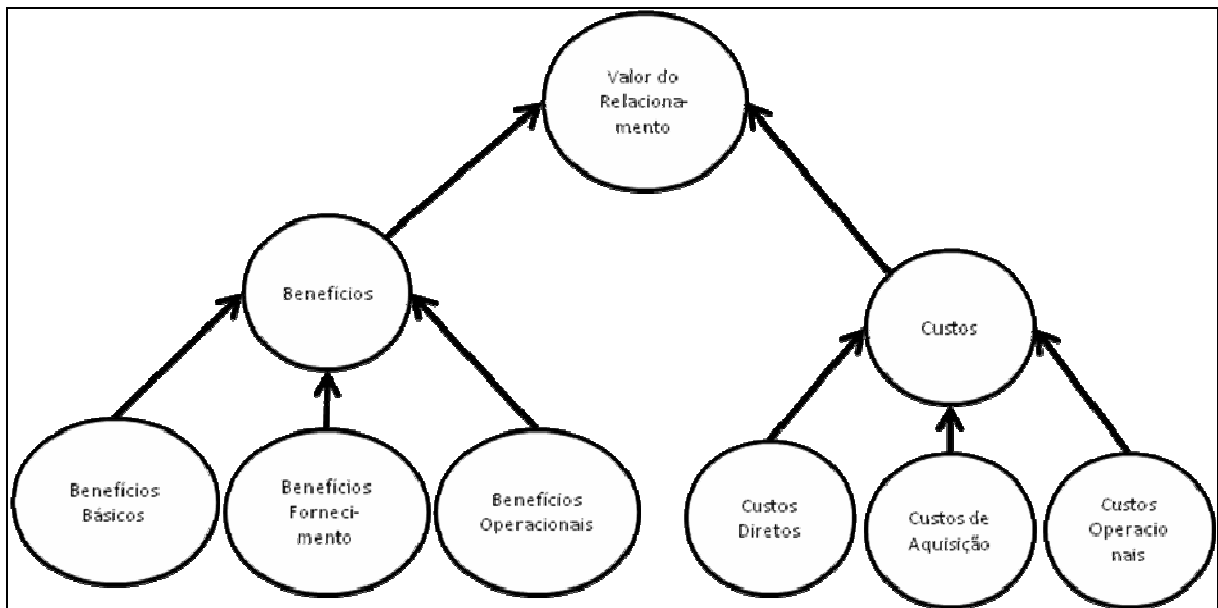 Valor do
Relaciona-
mento
Benefícios
Custos
Benefícios
Básicos
Benefícios
Forneci-
mento
Benefícios
Operacionais
Custos
Diretos
Custos de
Aquisição
Custos
Operacio
nais